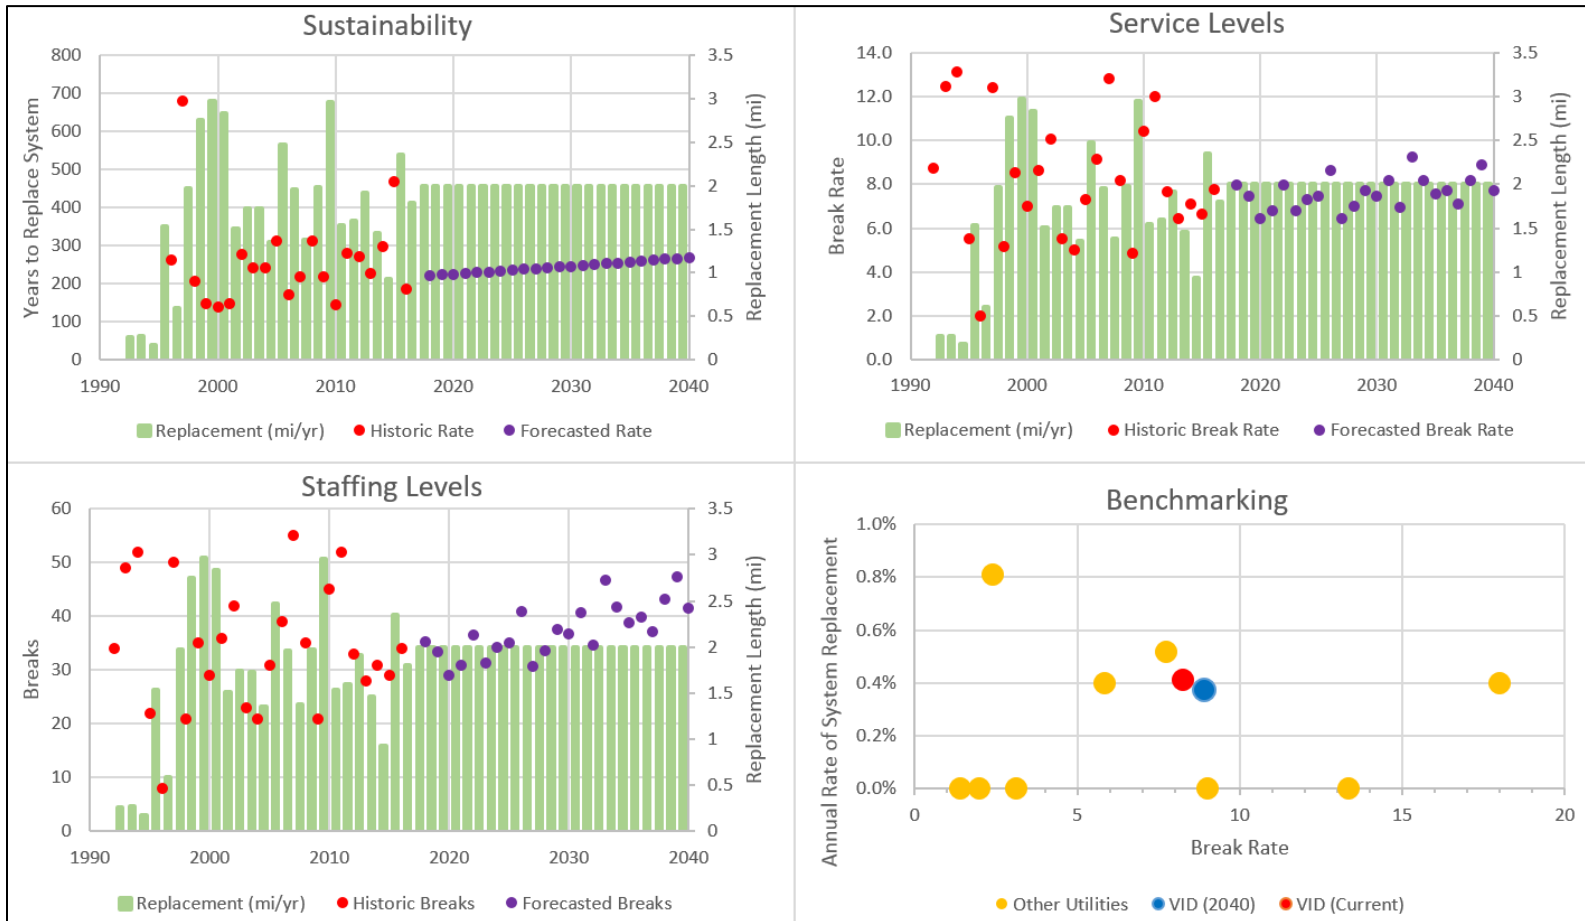 Sustainability
800
700
600
500
400
300
200
100
0
Years to Replace System
3.5
3
2.5
2
1.5
1
0.5
0
Replacement Length (mi)
1990 2000 2010 2020 2030 2040
Replacement (mi/yr) Historic Rate Forecasted Rate
Service Levels
14.0
12.0
10.0
8.0
6.0
4.0
2.0
0.0
Break Rate
3.5
3
2.5
2
1.5
1
0.5
0
Replacement Length (mi)
1990 2000 2010 2020 2030 2040
Replacement (mi/yr) Historic Break Rate Forecasted Break Rate
Staffing Levels
60
50
40
30
20
10
0
Breaks
3.5
3
2.5
2
1.5
1
0.5
0
Replacement Length (mi)
1990 2000 2010 2020 2030 2040
Replacement (mi/yr) Historic Breaks Forecasted Breaks
Benchmarking
1.0%
0.8%
0.6%
0.4%
0.2%
0.0%
Annual Rate of System Replacement
0 5 10 15 20
Break Rate
Other Utilities VID (2040) VID (Current)